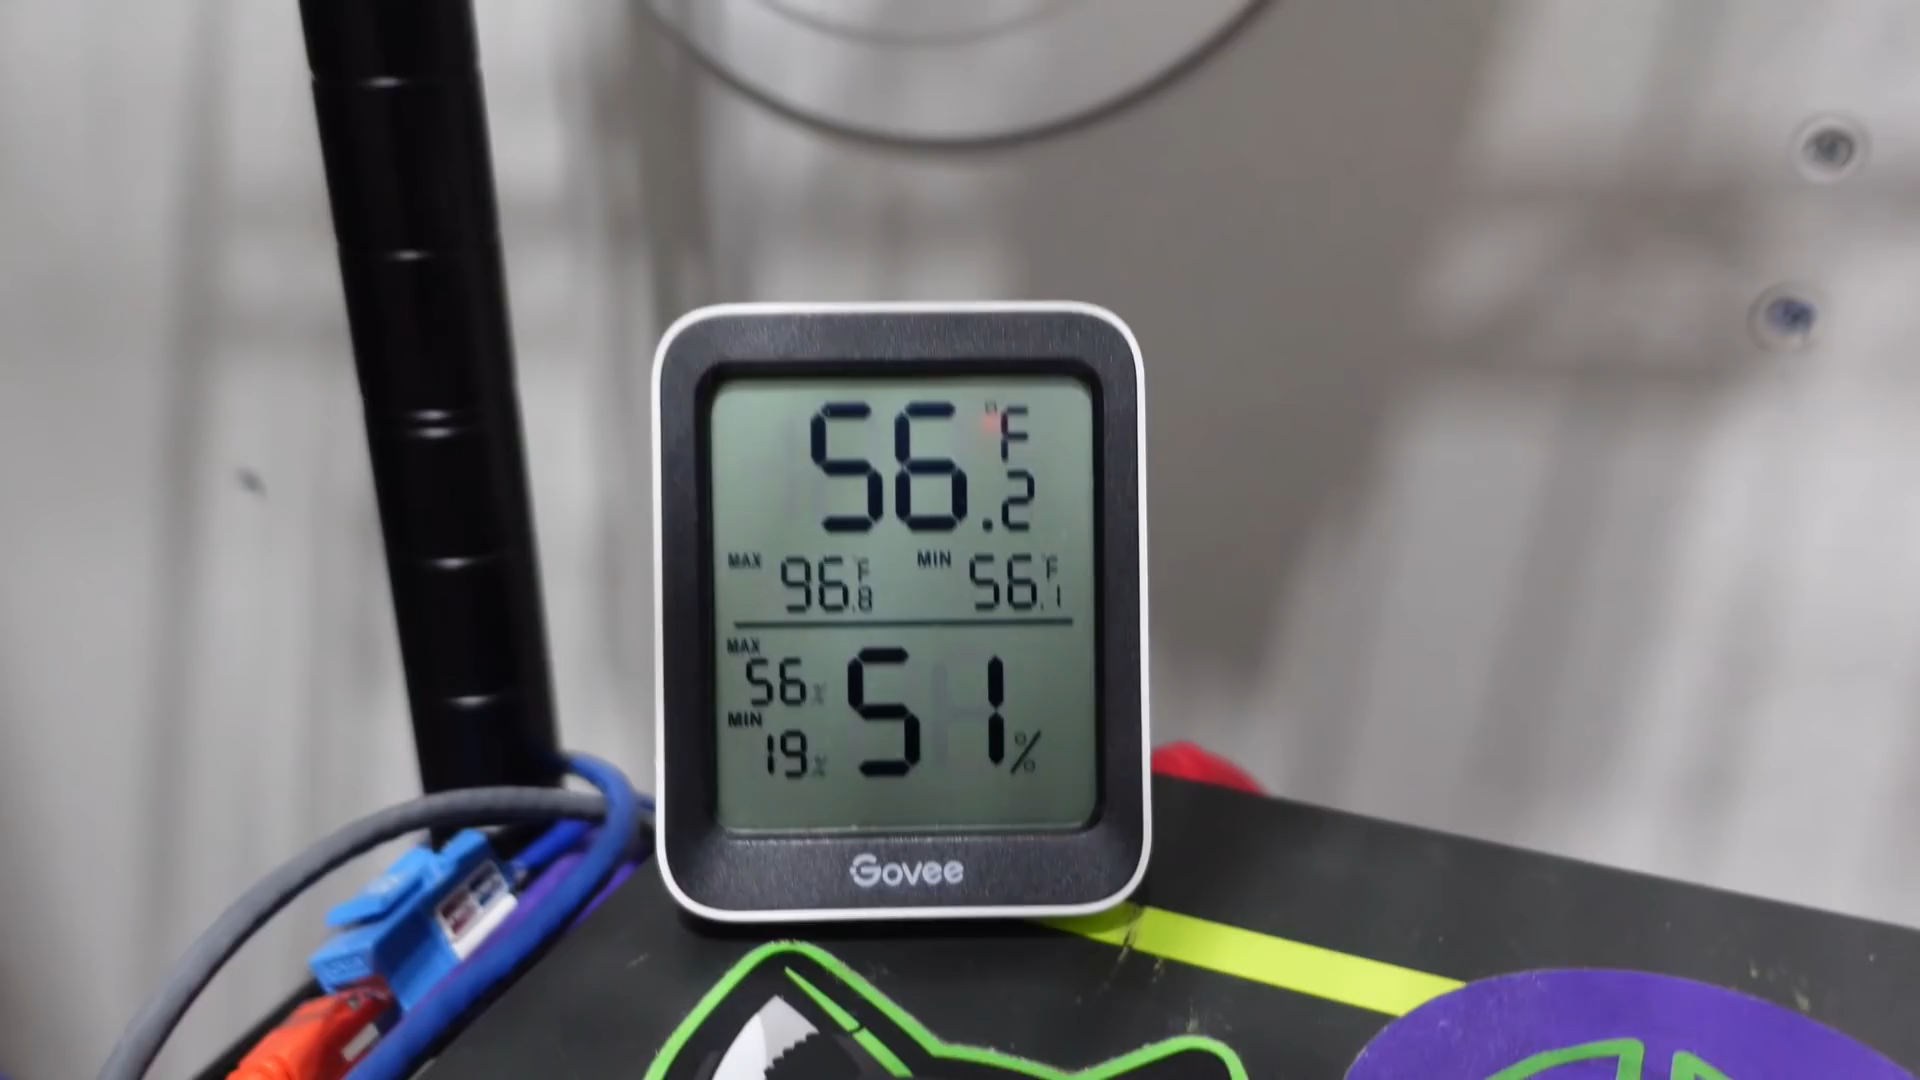 56.2 °F
MAX 96.8 °F MIN 56.1 °F
MAX 56% 51%
MIN 19%
Govee